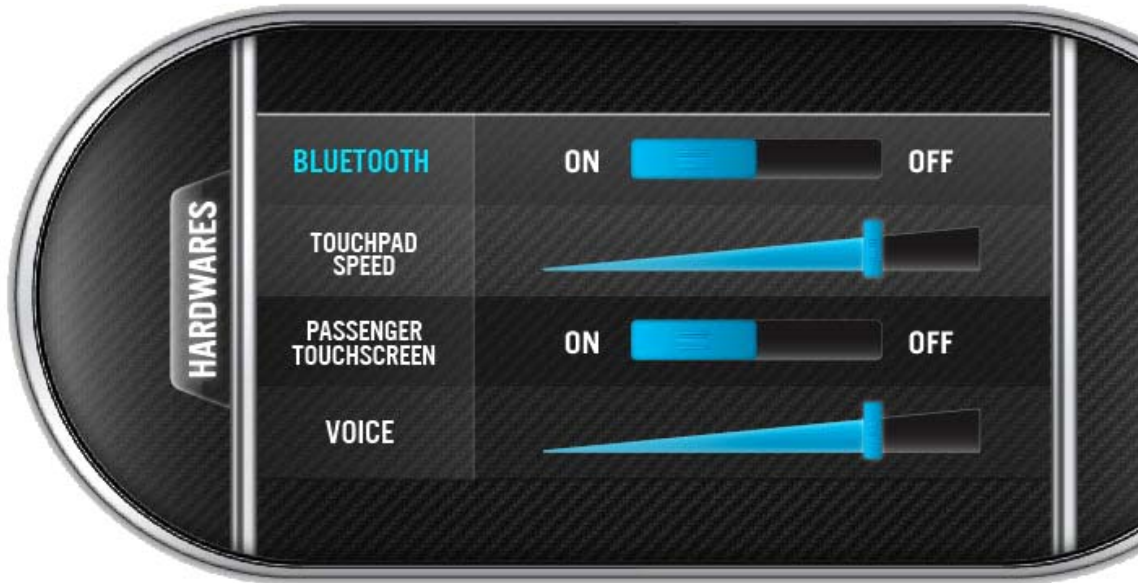 HARDWARES
BLUETOOTH
ON OFF
TOUCHPAD
SPEED
PASSENGER
TOUCHSCREEN
ON OFF
VOICE